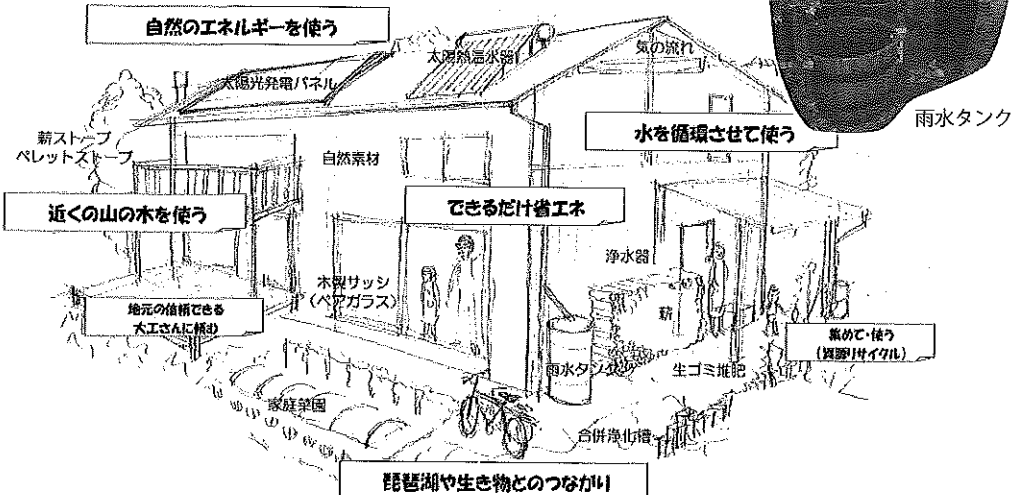 自然のエネルギーを使う
太陽光発電パネル
太陽熱温水器
気の流れ
雨水タンク
薪ストーブ
ペレットストーブ
自然素材
水を循環させて使う
近くの山の木を使う
できるだけ省エネ
浄水器
木製サッシ
(ペアガラス)
薪
地元の信頼できる
大工さんに頼む
集めて・使う
(資源リサイクル)
雨水タンク
生ゴミ堆肥
家庭菜園
合併浄化槽
琵琶湖や生き物とのつながり